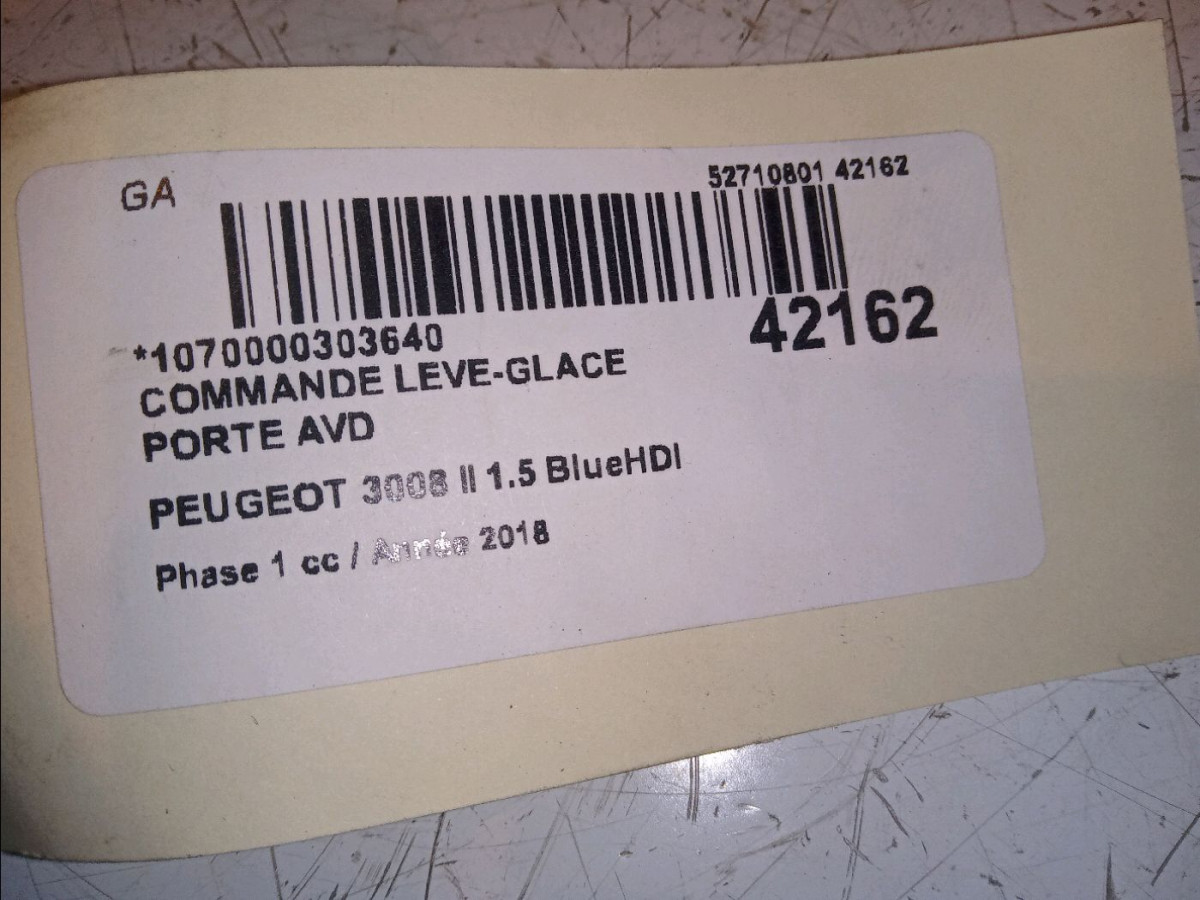 GA
52710801 42162
*1070000303640
42162
COMMANDE LEVE-GLACE
PORTE AVD
PEUGEOT 3008 II 1.5 BlueHDI
Phase 1 cc / Année 2018